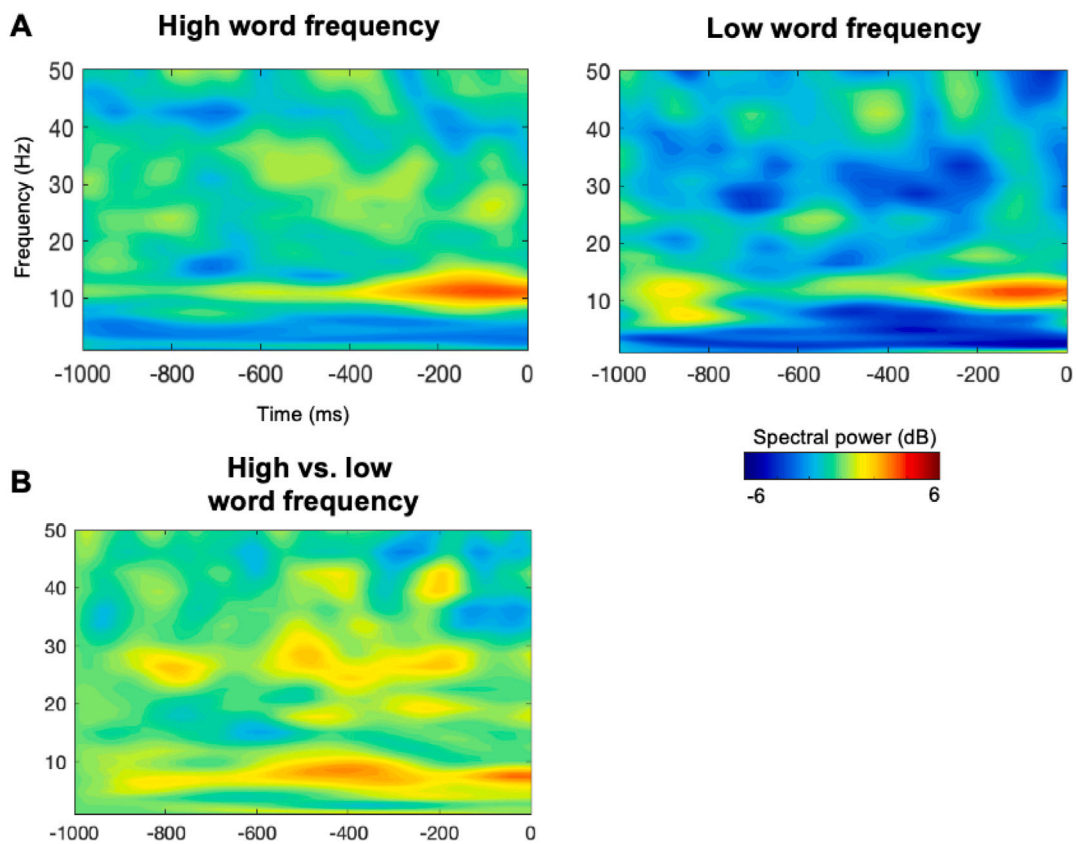 A
High word frequency
Low word frequency
50
40
30
20
10
Frequency (Hz)
-1000 -800 -600 -400 -200 0
Time (ms)
50
40
30
20
10
-1000 -800 -600 -400 -200 0
Spectral power (dB)
-6 6
B
High vs. low
word frequency
50
40
30
20
10
-1000 -800 -600 -400 -200 0